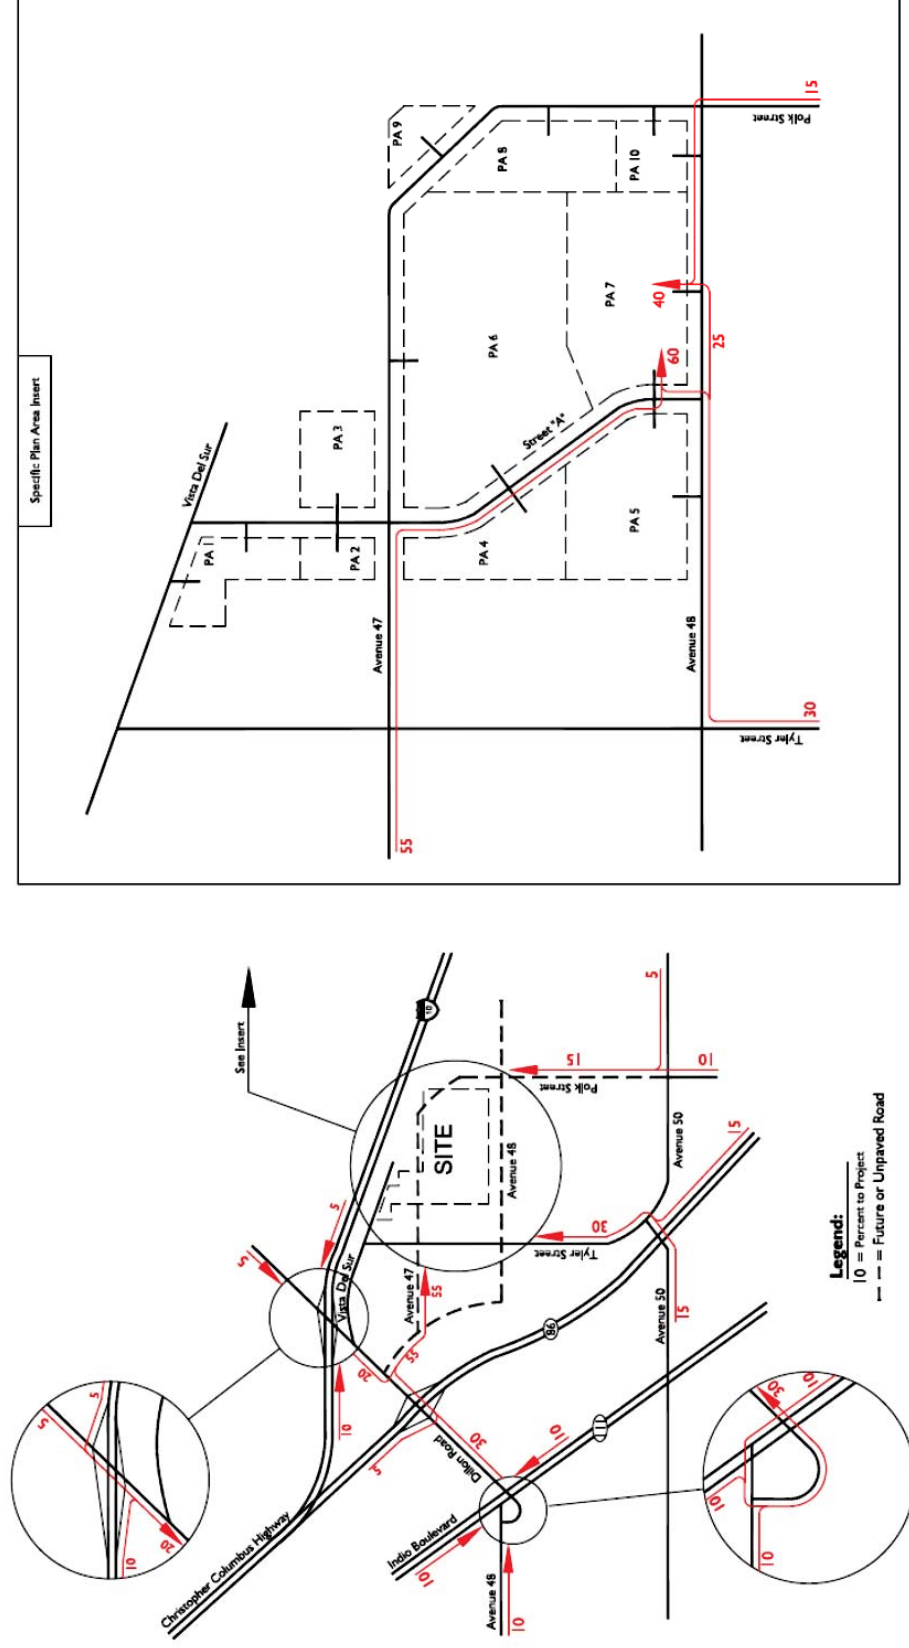 Specific Plan Area Insert
Vista Del Sur
PA 1
PA 2
PA 3
PA 9
PA 8
PA 10
PA 6
PA 7
PA 4
PA 5
Street "A"
Avenue 47
Avenue 48
Tyler Street
Polk Street
55
30
25
60
40
15
See Insert
10
SITE
Vista Del Sur
Avenue 47
Avenue 48
Tyler Street
Polk Street
Avenue 50
Avenue 50
86
111
Dillon Road
Indio Boulevard
Avenue 48
Christopher Columbus Highway
5
5
10
20
55
55
30
5
10
10
10
30
15
15
15
5
10
5
5
10
20
10
10
10
30
Legend:
10 = Percent to Project
— — = Future or Unpaved Road